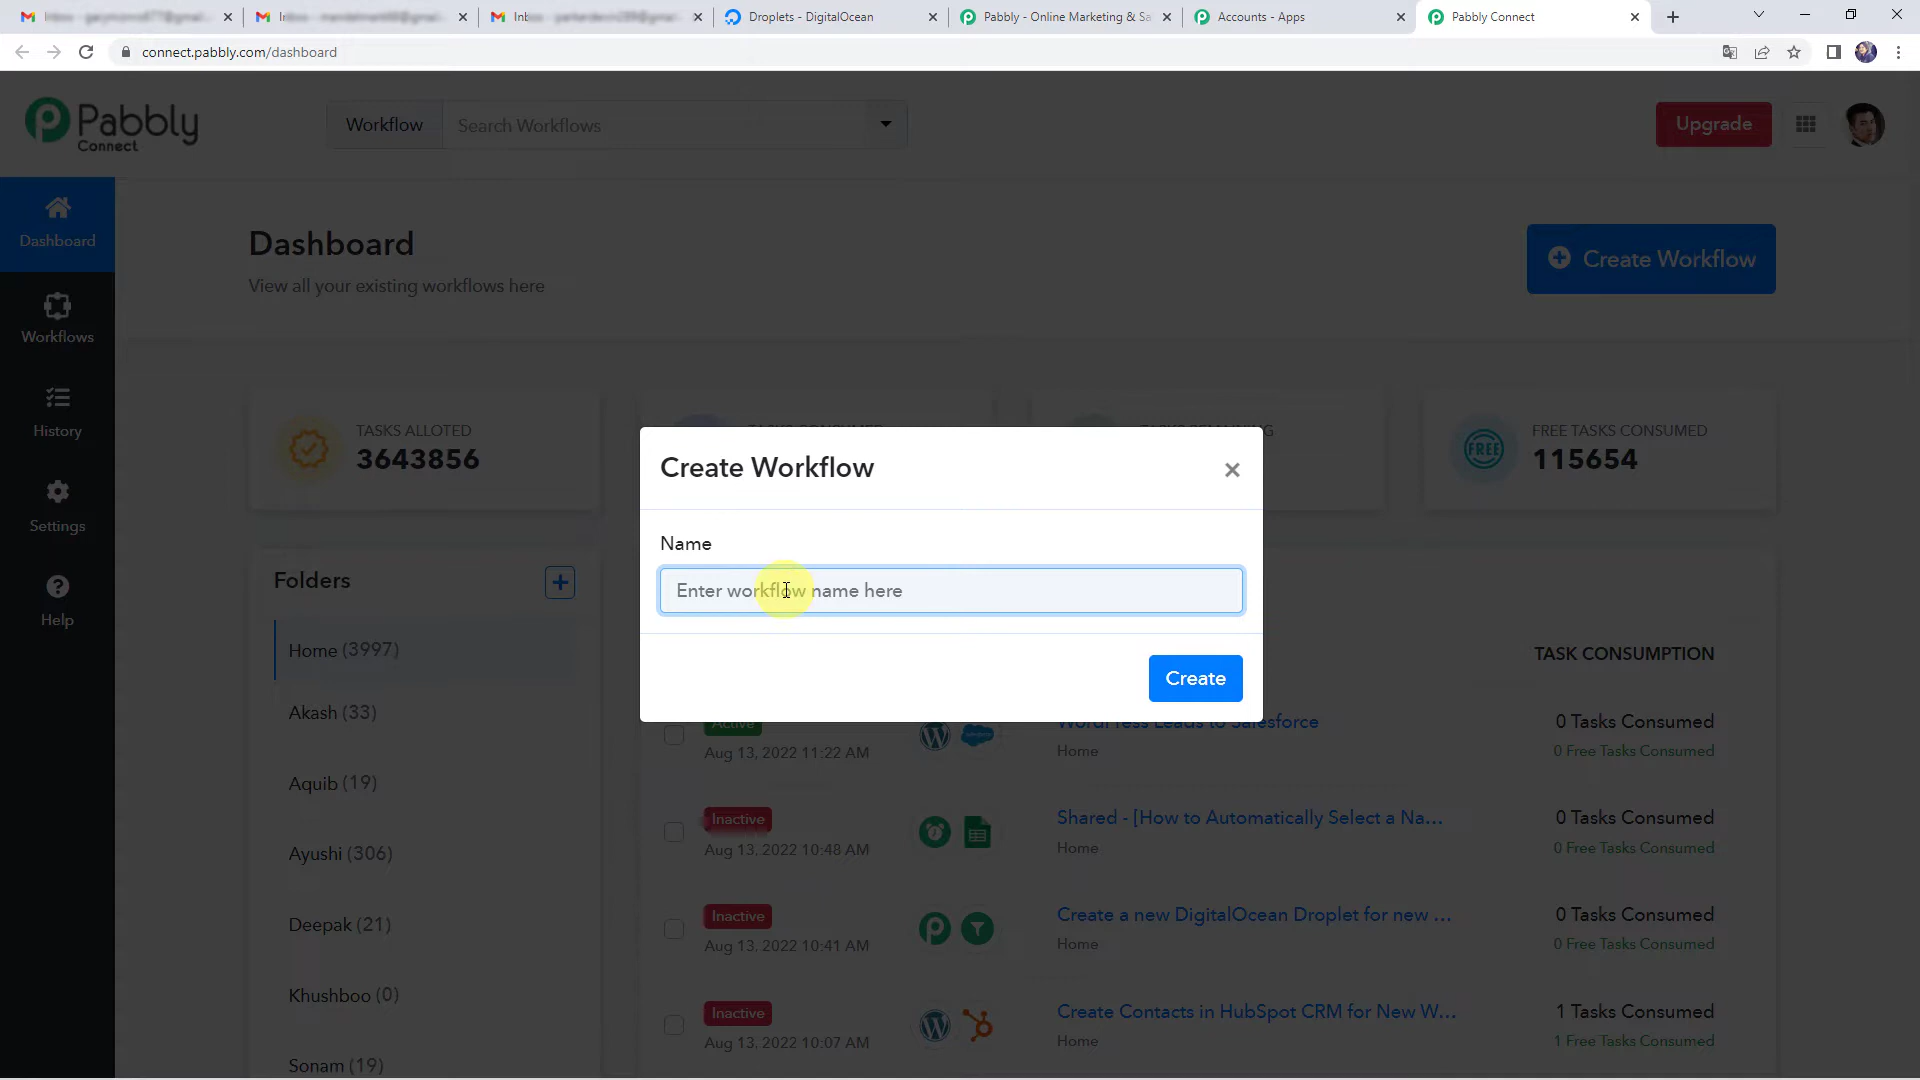 Inbox -
Inbox -
Inbox -
Droplets - DigitalOcean
Pabbly - Online Marketing & Sa
Accounts - Apps
Pabbly Connect
connect.pabbly.com/dashboard
Pabbly
Connect
Workflow
Search Workflows
Upgrade
Dashboard
Workflows
History
Settings
Help
Dashboard
View all your existing workflows here
Create Workflow
TASKS ALLOTED
3643856
FREE
FREE TASKS CONSUMED
115654
Create Workflow
×
Name
Enter workflow name here
Create
Folders
Home (3997)
Akash (33)
Aquib (19)
Ayushi (306)
Deepak (21)
Khushboo (0)
Sonam (19)
TASK CONSUMPTION
Active
Aug 13, 2022 11:22 AM
WordPress Leads to Salesforce
Home
0 Tasks Consumed
0 Free Tasks Consumed
Inactive
Aug 13, 2022 10:48 AM
Shared - [How to Automatically Select a Na...
Home
0 Tasks Consumed
0 Free Tasks Consumed
Inactive
Aug 13, 2022 10:41 AM
Create a new DigitalOcean Droplet for new ...
Home
0 Tasks Consumed
0 Free Tasks Consumed
Inactive
Aug 13, 2022 10:07 AM
Create Contacts in HubSpot CRM for New W...
Home
1 Tasks Consumed
1 Free Tasks Consumed